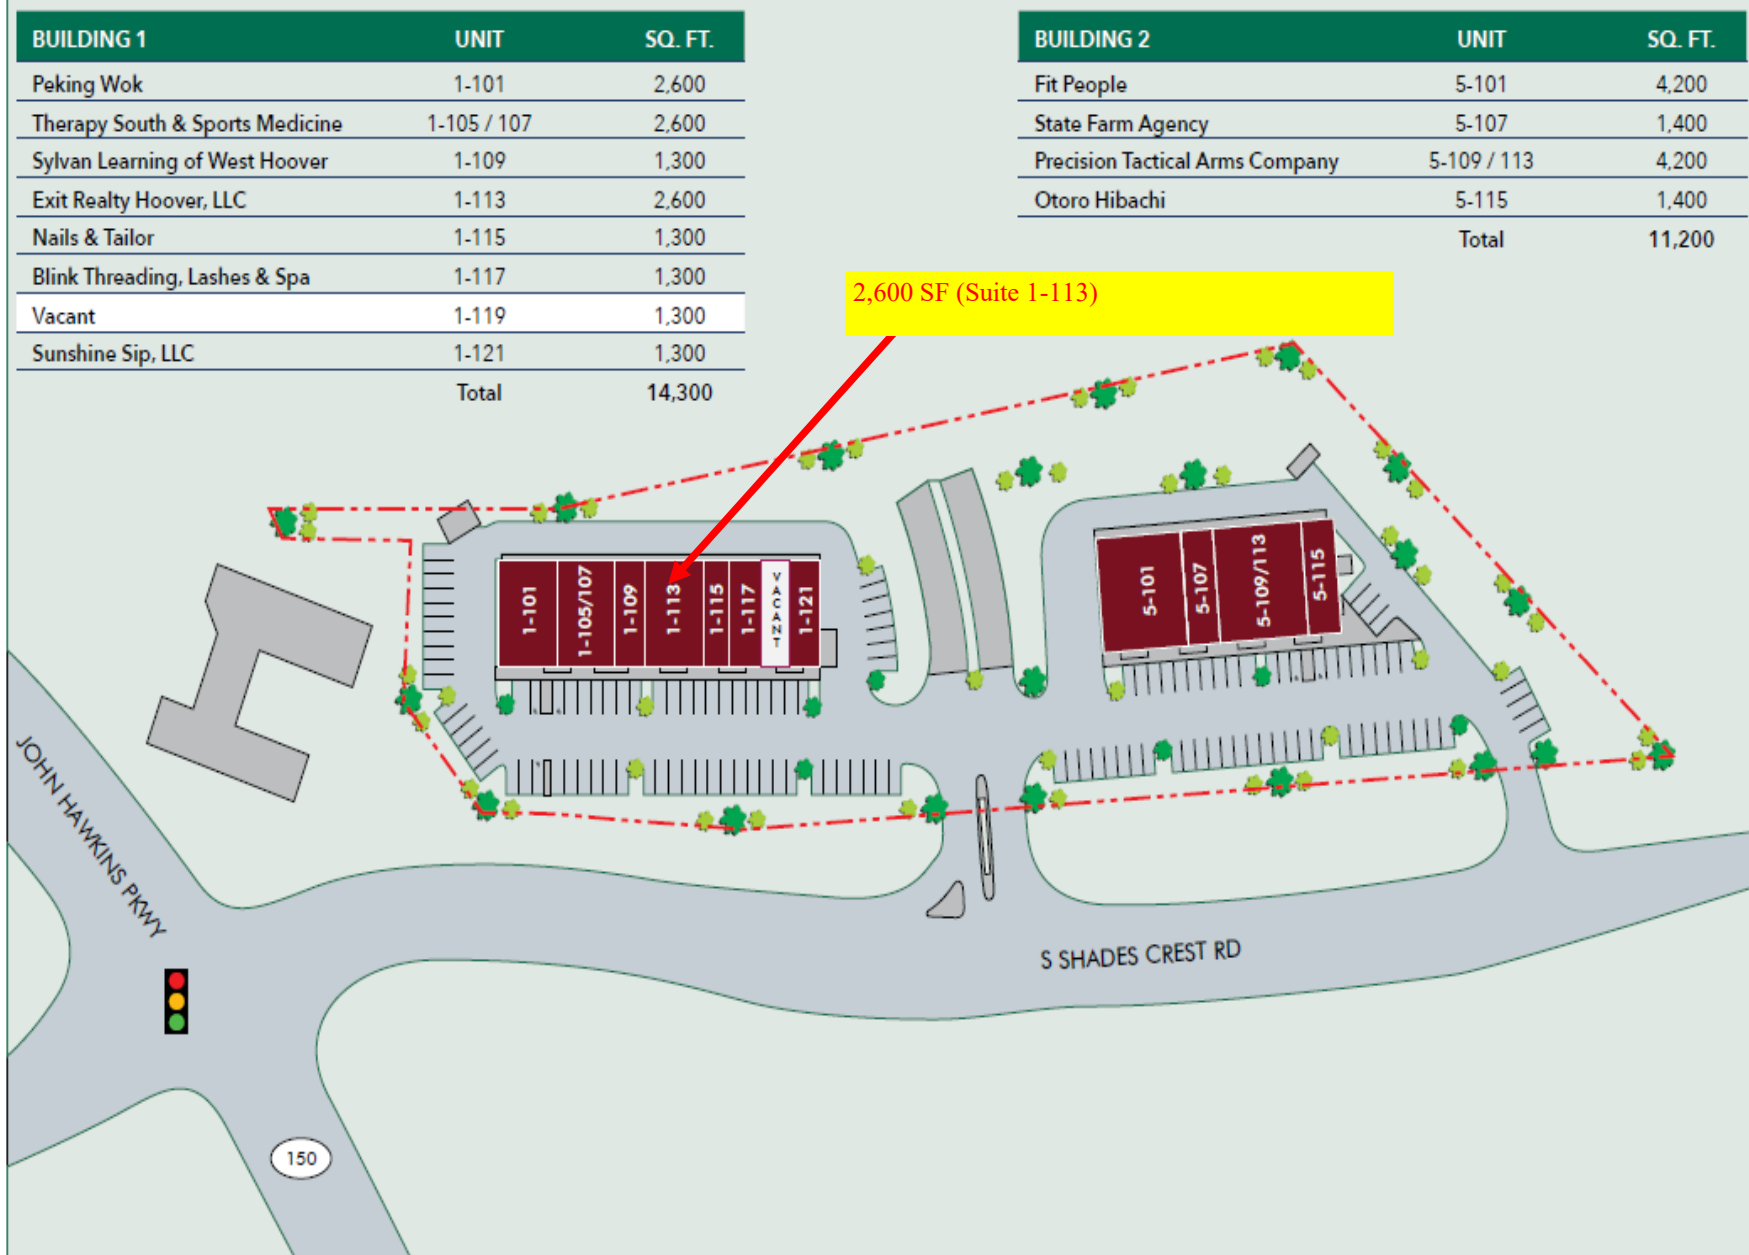 BUILDING 1 UNIT SQ. FT.
Peking Wok 1-101 2,600
Therapy South & Sports Medicine 1-105 / 107 2,600
Sylvan Learning of West Hoover 1-109 1,300
Exit Realty Hoover, LLC 1-113 2,600
Nails & Tailor 1-115 1,300
Blink Threading, Lashes & Spa 1-117 1,300
Vacant 1-119 1,300
Sunshine Sip, LLC 1-121 1,300
Total 14,300
BUILDING 2 UNIT SQ. FT.
Fit People 5-101 4,200
State Farm Agency 5-107 1,400
Precision Tactical Arms Company 5-109 / 113 4,200
Otoro Hibachi 5-115 1,400
Total 11,200
2,600 SF (Suite 1-113)
1-101
1-105/107
1-109
1-113
1-115
1-117
VACANT
1-121
5-101
5-107
5-109/113
5-115
JOHN HAWKINS PKWY
S SHADES CREST RD
150